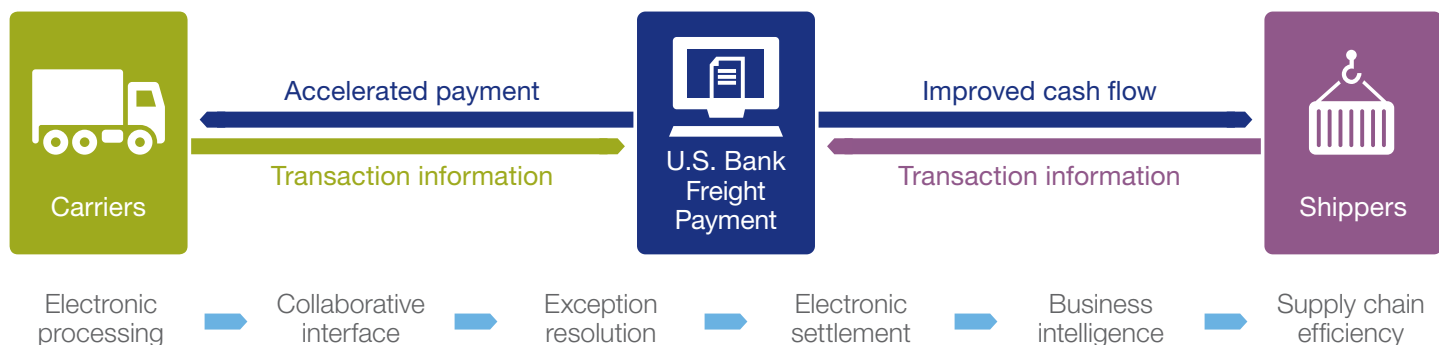 Accelerated payment
Improved cash flow
Transaction information
Transaction information
Carriers
U.S. Bank
Freight
Payment
Shippers
Electronic
processing
Collaborative
interface
Exception
resolution
Electronic
settlement
Business
intelligence
Supply chain
efficiency